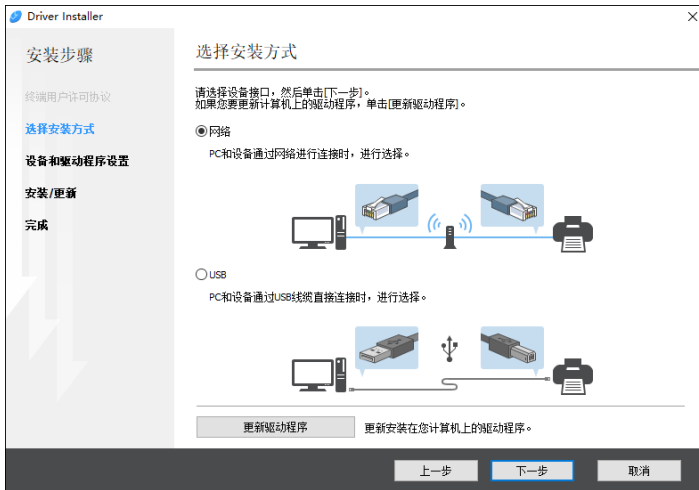 Driver Installer
安装步骤
终端用户许可协议
选择安装方式
设备和驱动程序设置
安装/更新
完成
选择安装方式
请选择设备接口，然后单击[下一步]。
如果您要更新计算机上的驱动程序，单击[更新驱动程序]。
网络
PC和设备通过网络进行连接时，进行选择。
USB
PC和设备通过USB线缆直接连接时，进行选择。
更新驱动程序
更新安装在您计算机上的驱动程序。
上一步
下一步
取消